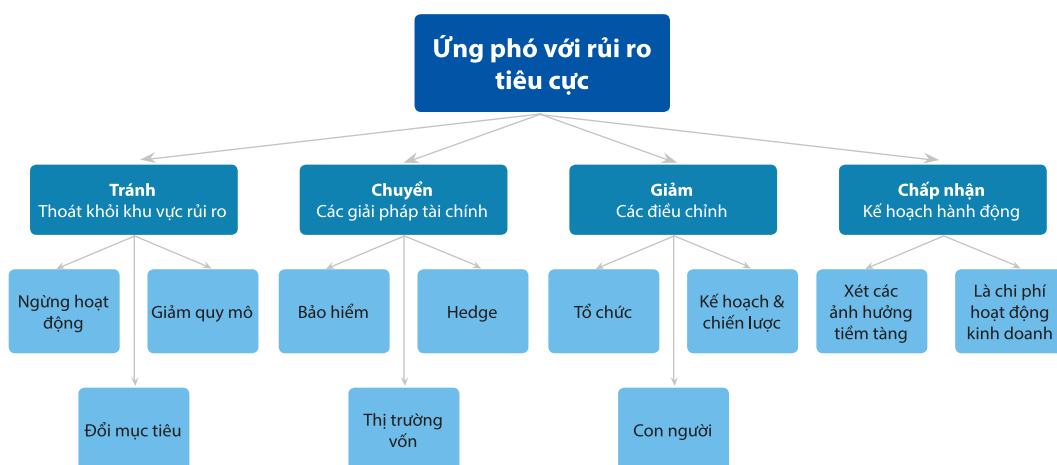 Ứng phó với rủi ro
tiêu cực
Tránh
Thoát khỏi khu vực rủi ro
Chuyển
Các giải pháp tài chính
Giảm
Các điều chỉnh
Chấp nhận
Kế hoạch hành động
Ngừng hoạt
động
Giảm quy mô
Bảo hiểm
Hedge
Tổ chức
Kế hoạch &
chiến lược
Xét các
ảnh hưởng
tiềm tàng
Là chi phí
hoạt động
kinh doanh
Đổi mục tiêu
Thị trường
vốn
Con người